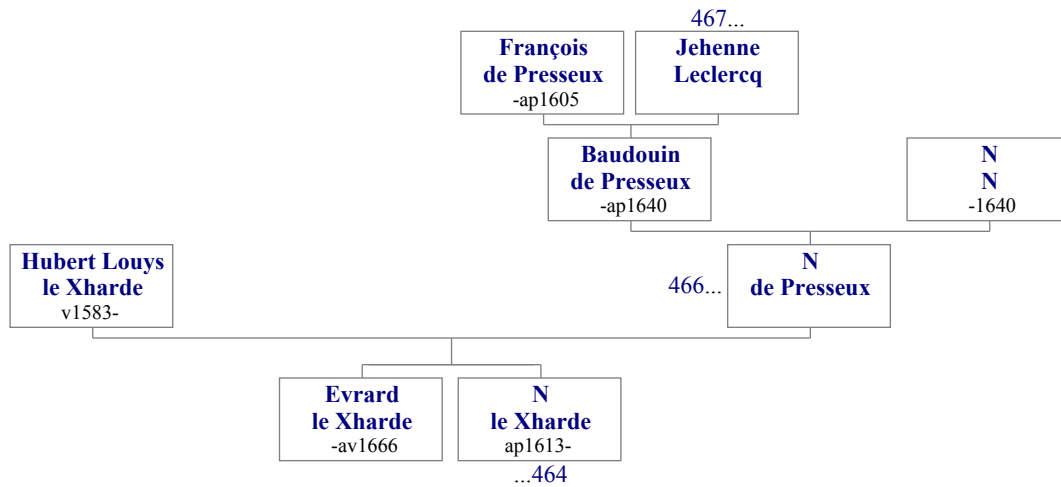 467...
François
de Presseux
-ap1605
Jehenne
Leclercq
Baudouin
de Presseux
-ap1640
N
N
-1640
Hubert Louys
le Xharde
v1583-
466...
N
de Presseux
Evrard
le Xharde
-av1666
N
le Xharde
ap1613-
...464